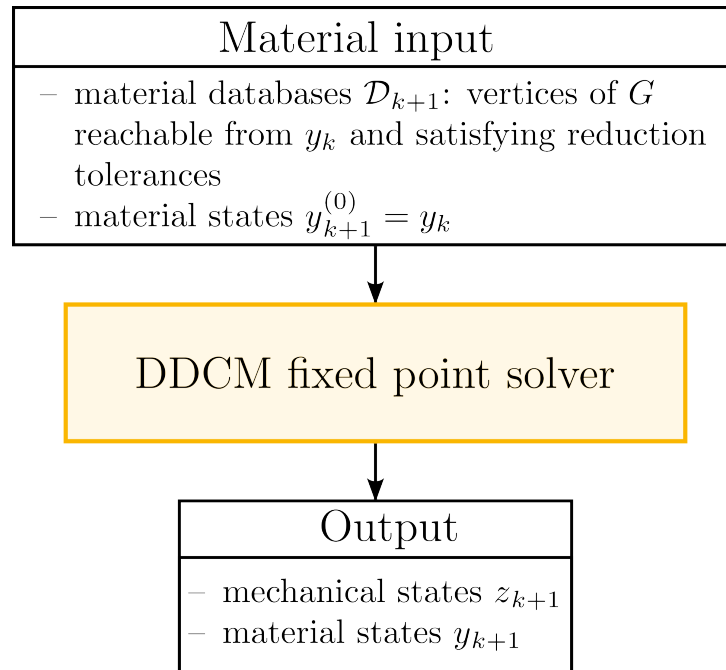 Material input
– material databases $\mathcal{D}_{k+1}$: vertices of $G$
reachable from $y_k$ and satisfying reduction
tolerances
– material states $y_{k+1}^{(0)} = y_k$
DDCM fixed point solver
Output
– mechanical states $z_{k+1}$
– material states $y_{k+1}$